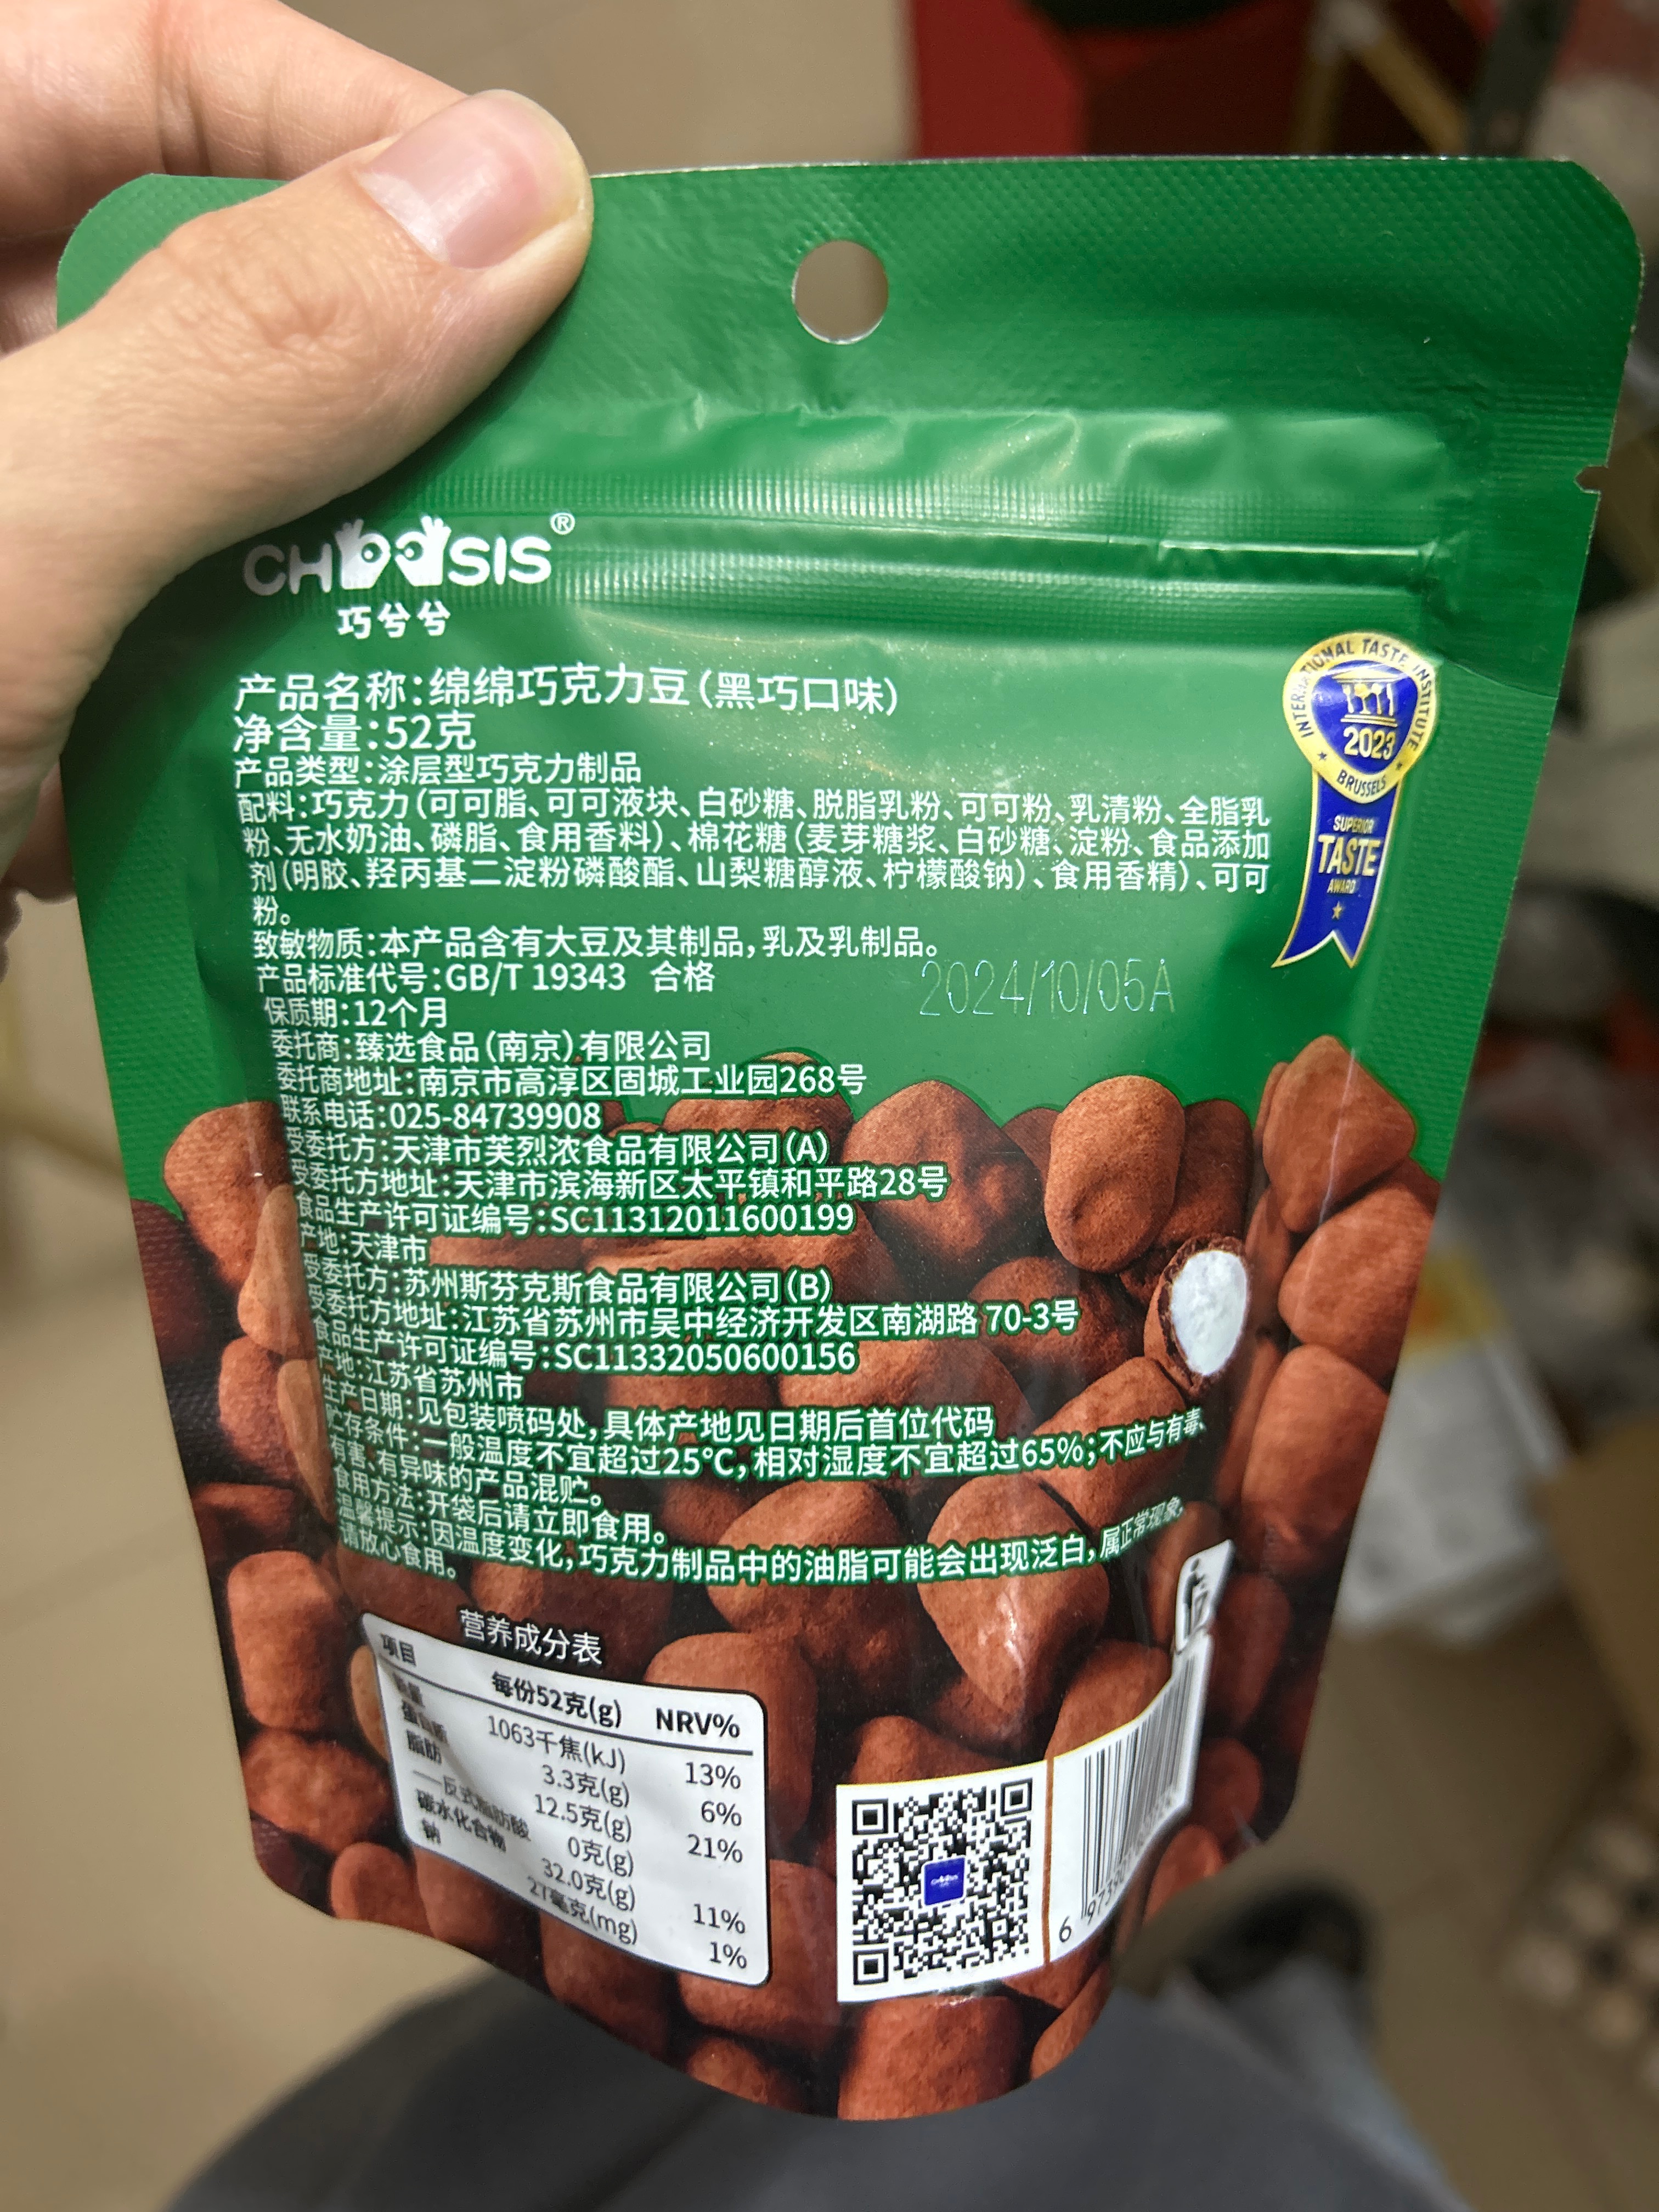 CHOOSIS®
巧兮兮
产品名称:绵绵巧克力豆(黑巧口味)
净含量:52克
产品类型:涂层型巧克力制品
配料:巧克力(可可脂、可可液块、白砂糖、脱脂乳粉、可可粉、乳清粉、全脂乳
粉、无水奶油、磷脂、食用香料)、棉花糖(麦芽糖浆、白砂糖、淀粉、食品添加
剂(明胶、羟丙基二淀粉磷酸酯、山梨糖醇液、柠檬酸钠)、食用香精)、可可
粉。
致敏物质:本产品含有大豆及其制品,乳及乳制品。
产品标准代号:GB/T 19343 合格
2024/10/05A
保质期:12个月
委托商:臻选食品(南京)有限公司
委托商地址:南京市高淳区固城工业园268号
联系电话:025-84739908
受委托方:天津市芙烈浓食品有限公司(A)
受委托方地址:天津市滨海新区太平镇和平路28号
食品生产许可证编号:SC11312011600199
产地:天津市
受委托方:苏州斯芬克斯食品有限公司(B)
受委托方地址:江苏省苏州市吴中经济开发区南湖路 70-3号
食品生产许可证编号:SC11332050600156
产地:江苏省苏州市
生产日期:见包装喷码处,具体产地见日期后首位代码
贮存条件:一般温度不宜超过25℃,相对湿度不宜超过65%;不应与有毒、
有害、有异味的产品混贮。
食用方法:开袋后请立即食用。
温馨提示:因温度变化,巧克力制品中的油脂可能会出现泛白,属正常现象,
请放心食用。
INTERNATIONAL TASTE INSTITUTE
2023
BRUSSELS
SUPERIOR
TASTE
AWARD
营养成分表
项目 每份52克(g) NRV%
能量 1063千焦(kJ) 13%
蛋白质 3.3克(g) 6%
脂肪 12.5克(g) 21%
——反式脂肪酸 0克(g)
碳水化合物 32.0克(g) 11%
钠 27毫克(mg) 1%